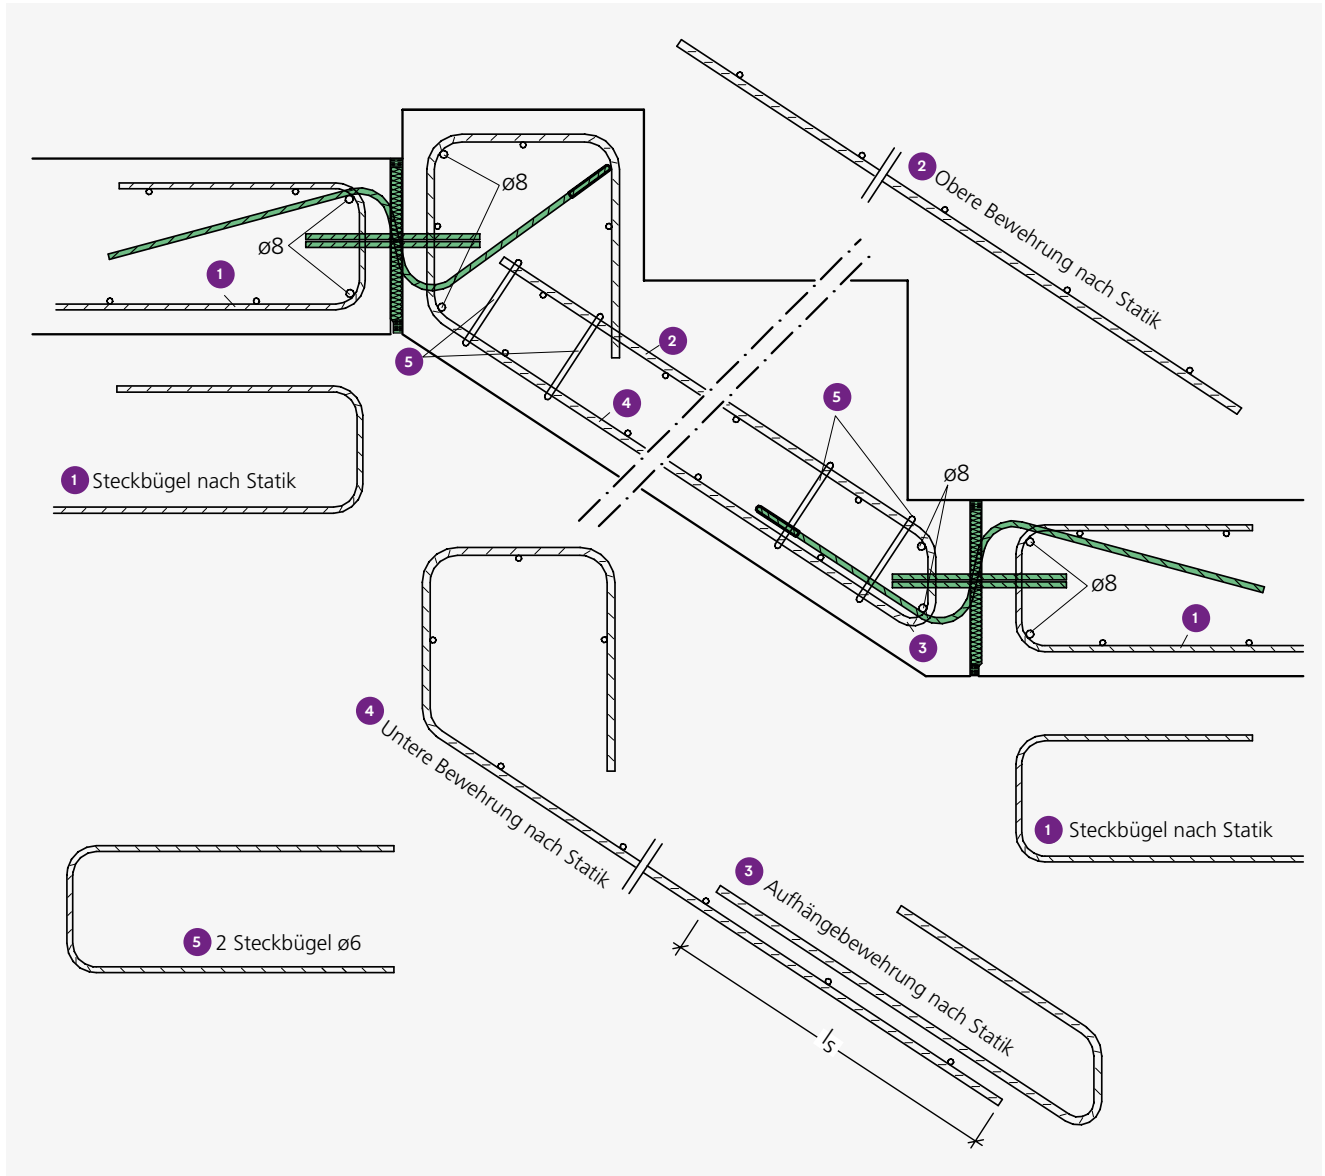 2 Obere Bewehrung nach Statik
ø8
ø8
1
5
2
4
5
ø8
1 Steckbügel nach Statik
ø8
3
1
4 Untere Bewehrung nach Statik
1 Steckbügel nach Statik
3 Aufhängebewehrung nach Statik
5 2 Steckbügel ø6
ls